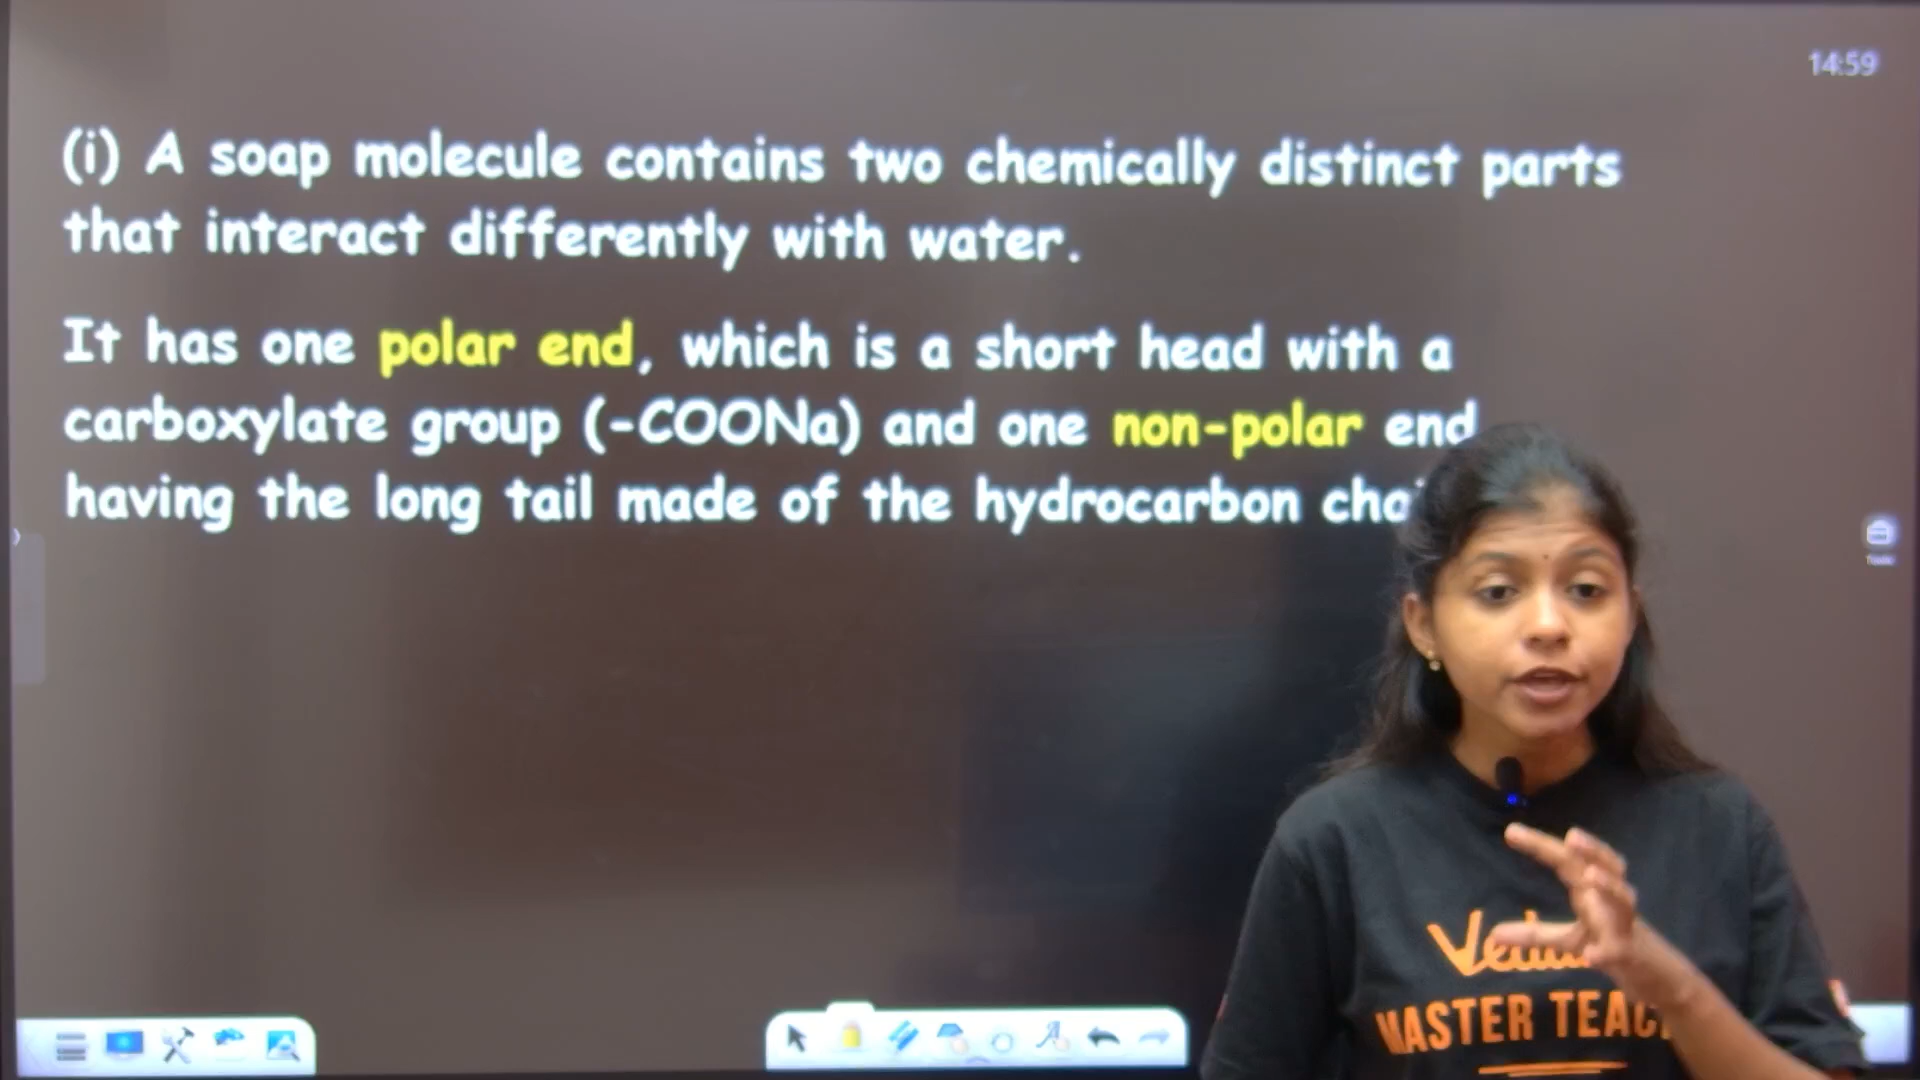 14:59
(i) A soap molecule contains two chemically distinct parts
that interact differently with water.
It has one polar end, which is a short head with a
carboxylate group (-COONa) and one non-polar end
having the long tail made of the hydrocarbon
MASTER